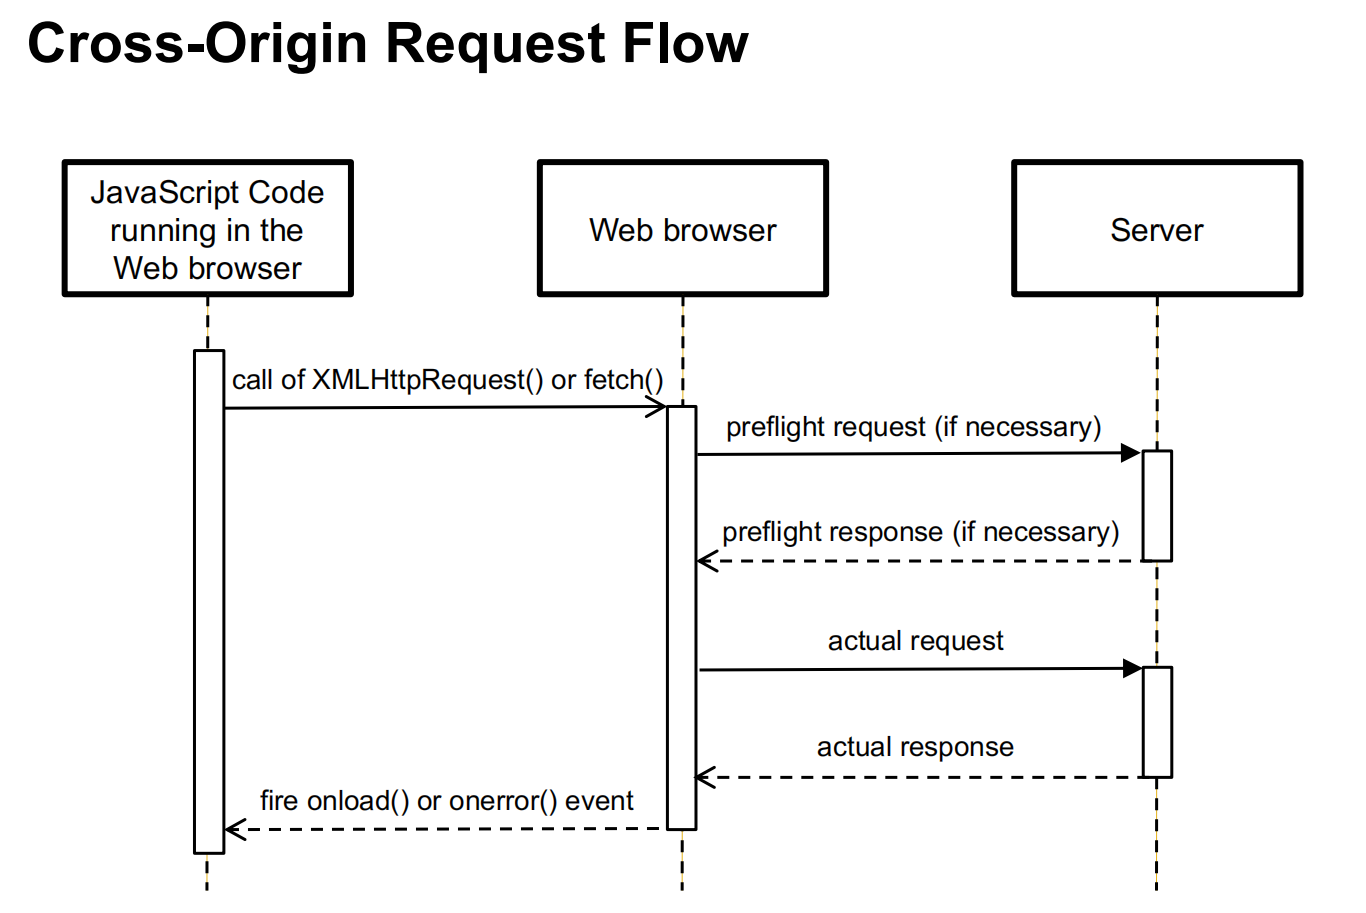 Cross-Origin Request Flow
JavaScript Code
running in the
Web browser
Web browser
Server
call of XMLHttpRequest() or fetch()
preflight request (if necessary)
preflight response (if necessary)
actual request
actual response
fire onload() or onerror() event